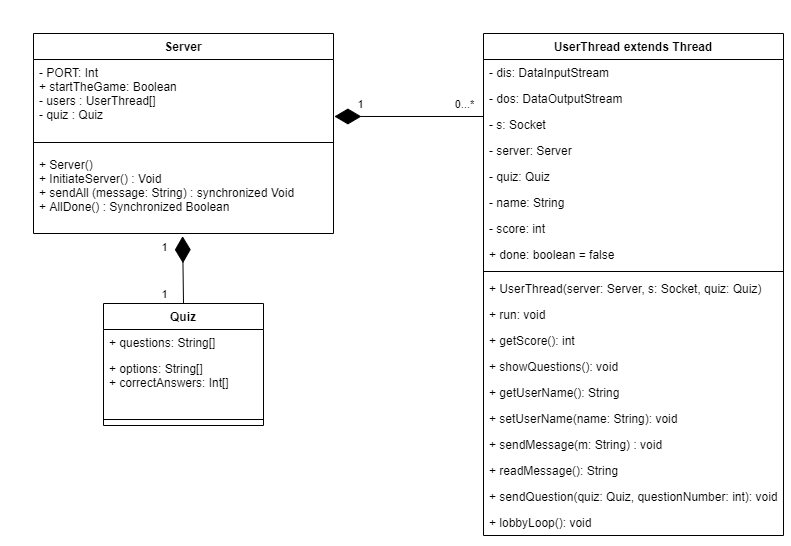 Server
- PORT: Int
+ startTheGame: Boolean
- users : UserThread[]
- quiz : Quiz
+ Server()
+ InitiateServer() : Void
+ sendAll (message: String) : synchronized Void
+ AllDone() : Synchronized Boolean
1
0...*
1
1
Quiz
+ questions: String[]
+ options: String[]
+ correctAnswers: Int[]
UserThread extends Thread
- dis: DataInputStream
- dos: DataOutputStream
- s: Socket
- server: Server
- quiz: Quiz
- name: String
- score: int
+ done: boolean = false
+ UserThread(server: Server, s: Socket, quiz: Quiz)
+ run: void
+ getScore(): int
+ showQuestions(): void
+ getUserName(): String
+ setUserName(name: String): void
+ sendMessage(m: String) : void
+ readMessage(): String
+ sendQuestion(quiz: Quiz, questionNumber: int): void
+ lobbyLoop(): void